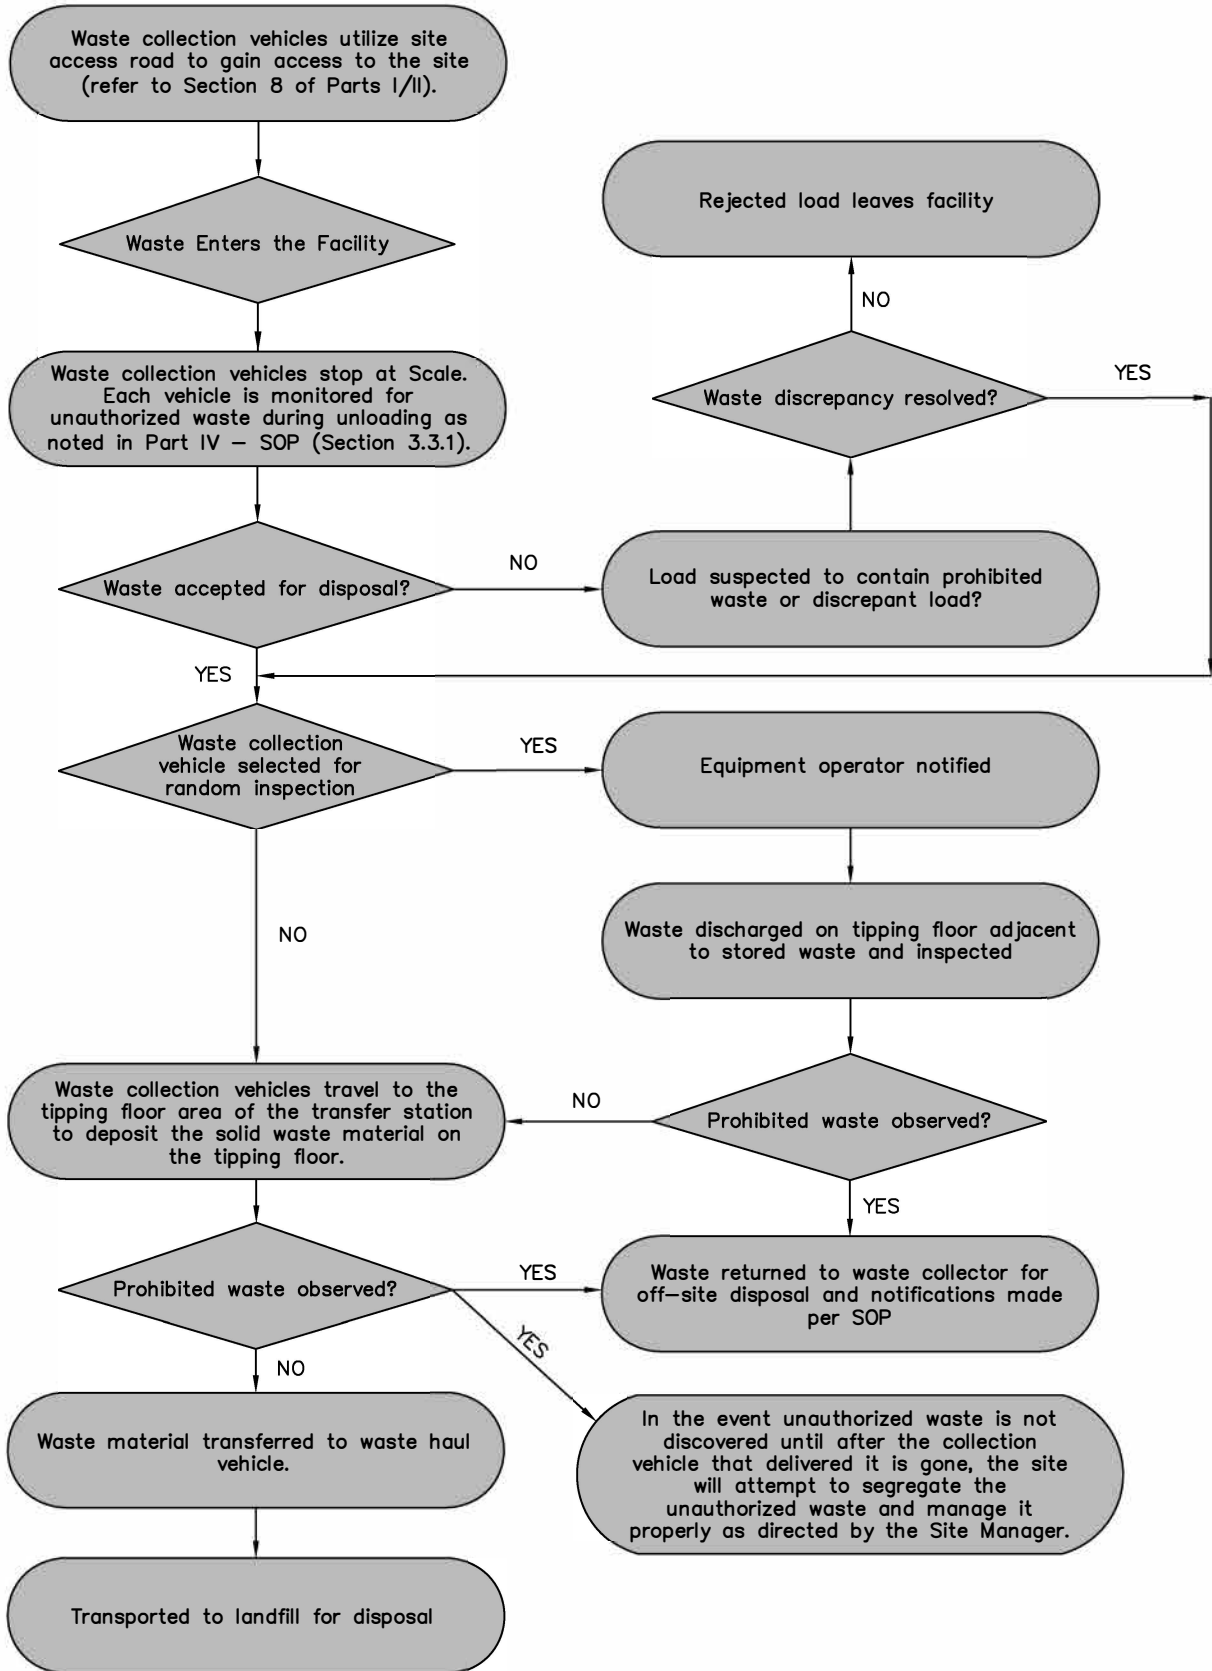 Waste collection vehicles utilize site
access road to gain access to the site
(refer to Section 8 of Parts I/II).
Waste Enters the Facility
Rejected load leaves facility
NO
Waste discrepancy resolved?
YES
Waste collection vehicles stop at Scale.
Each vehicle is monitored for
unauthorized waste during unloading as
noted in Part IV – SOP (Section 3.3.1).
Waste accepted for disposal?
NO
Load suspected to contain prohibited
waste or discrepant load?
YES
Waste collection
vehicle selected for
random inspection
YES
Equipment operator notified
NO
Waste discharged on tipping floor adjacent
to stored waste and inspected
Waste collection vehicles travel to the
tipping floor area of the transfer station
to deposit the solid waste material on
the tipping floor.
NO
Prohibited waste observed?
YES
Prohibited waste observed?
YES
Waste returned to waste collector for
off–site disposal and notifications made
per SOP
YES
NO
Waste material transferred to waste haul
vehicle.
In the event unauthorized waste is not
discovered until after the collection
vehicle that delivered it is gone, the site
will attempt to segregate the
unauthorized waste and manage it
properly as directed by the Site Manager.
Transported to landfill for disposal